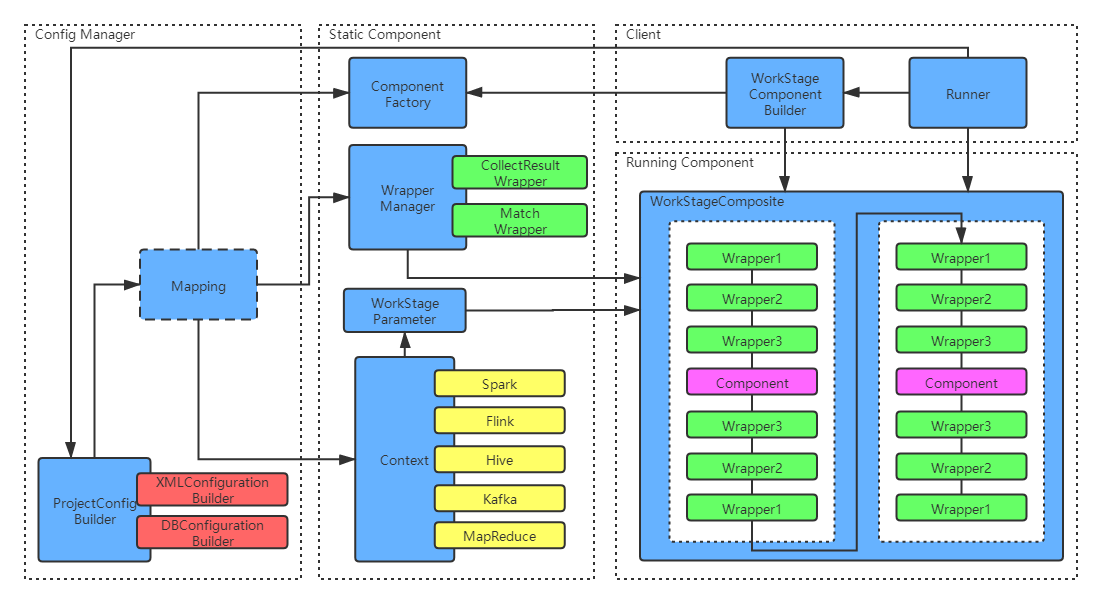 Config Manager
Mapping
ProjectConfig
Builder
XMLConfiguration
Builder
DBConfiguration
Builder
Static Component
Component
Factory
Wrapper
Manager
CollectResult
Wrapper
Match
Wrapper
WorkStage
Parameter
Context
Spark
Flink
Hive
Kafka
MapReduce
Client
WorkStage
Component
Builder
Runner
Running Component
WorkStageComposite
Wrapper1
Wrapper2
Wrapper3
Component
Wrapper3
Wrapper2
Wrapper1
Wrapper1
Wrapper2
Wrapper3
Component
Wrapper3
Wrapper2
Wrapper1